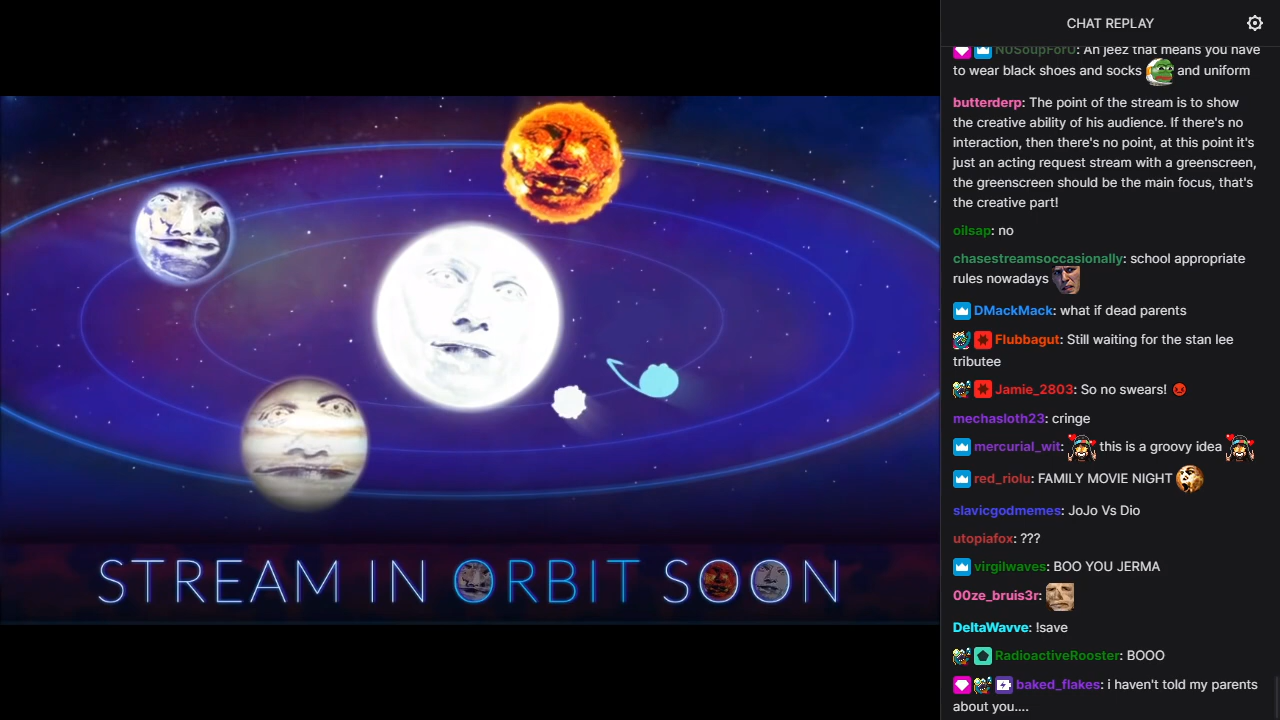 STREAM IN ORBIT SOON
CHAT REPLAY
N0SoupForU: Ah jeez that means you have
to wear black shoes and socks and uniform
butterderp: The point of the stream is to show
the creative ability of his audience. If there's no
interaction, then there's no point, at this point it's
just an acting request stream with a greenscreen,
the greenscreen should be the main focus, that's
the creative part!
oilsap: no
chasestreamsoccasionally: school appropriate
rules nowadays
DMackMack: what if dead parents
Flubbagut: Still waiting for the stan lee
tributee
Jamie_2803: So no swears!
mechasloth23: cringe
mercurial_wit: this is a groovy idea
red_riolu: FAMILY MOVIE NIGHT
slavicgodmemes: JoJo Vs Dio
utopiafox: ???
virgilwaves: BOO YOU JERMA
00ze_bruis3r:
DeltaWavve: !save
RadioactiveRooster: BOOO
baked_flakes: i haven't told my parents
about you....